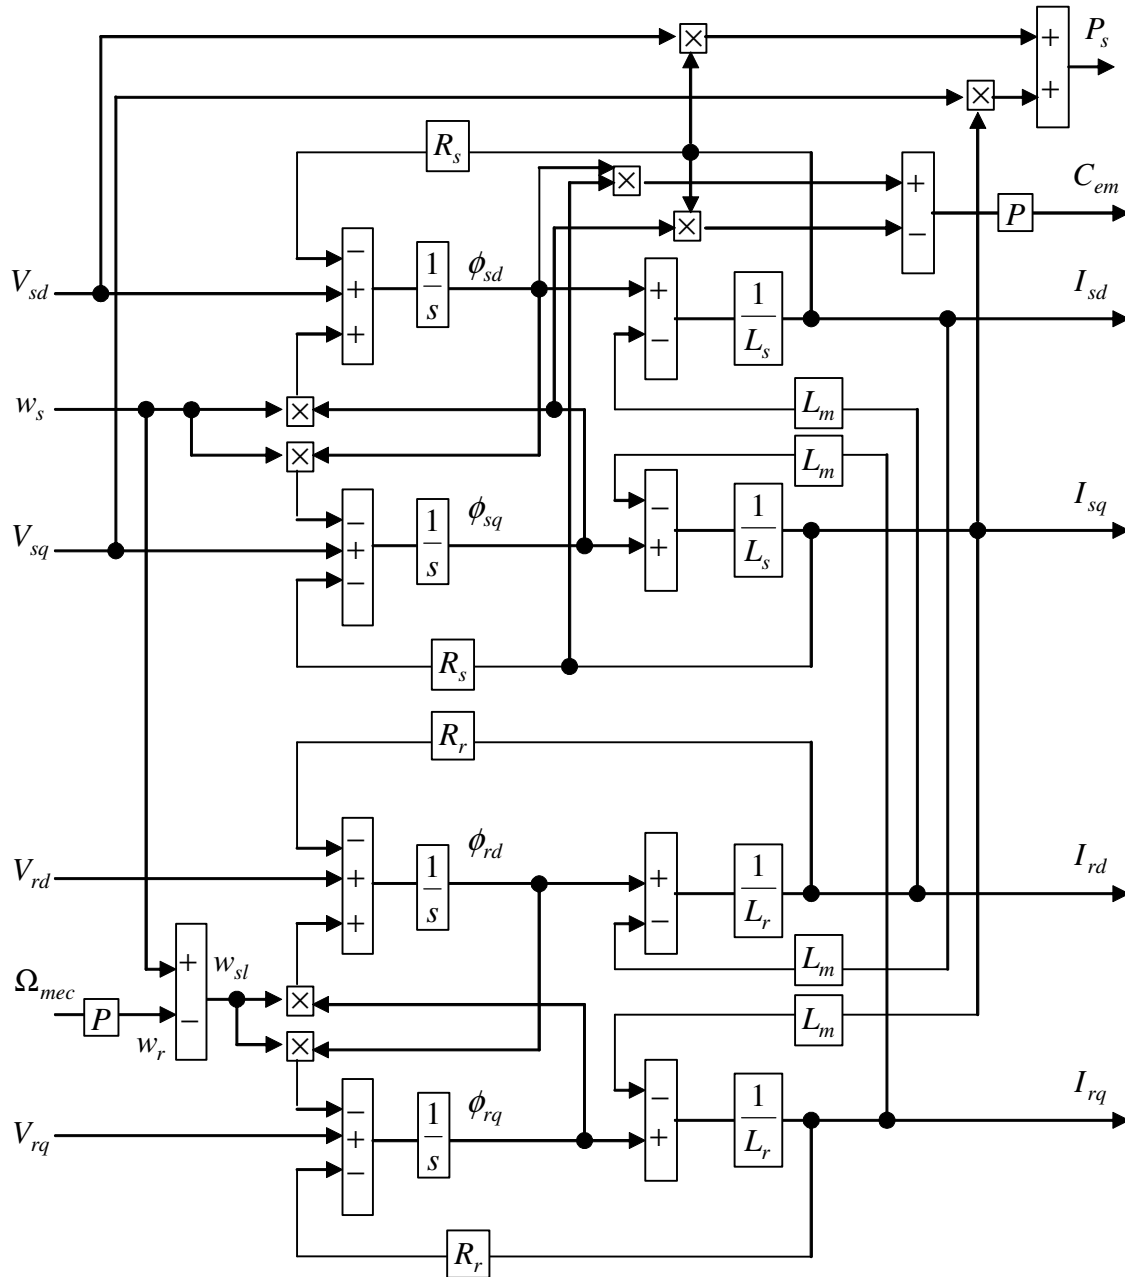 × + P_s
× +
R_s
× + C_em
P
× −
− 1/s ϕ_sd
V_sd + + 1/L_s I_sd
+ −
w_s × L_m
× L_m
− 1/s ϕ_sq − 1/L_s I_sq
V_sq + +
−
R_s
R_r
− 1/s ϕ_rd
V_rd + + 1/L_r I_rd
+ −
+ w_sl L_m
Ω_mec P − × L_m
w_r ×
− 1/s ϕ_rq − 1/L_r I_rq
V_rq + +
−
R_r